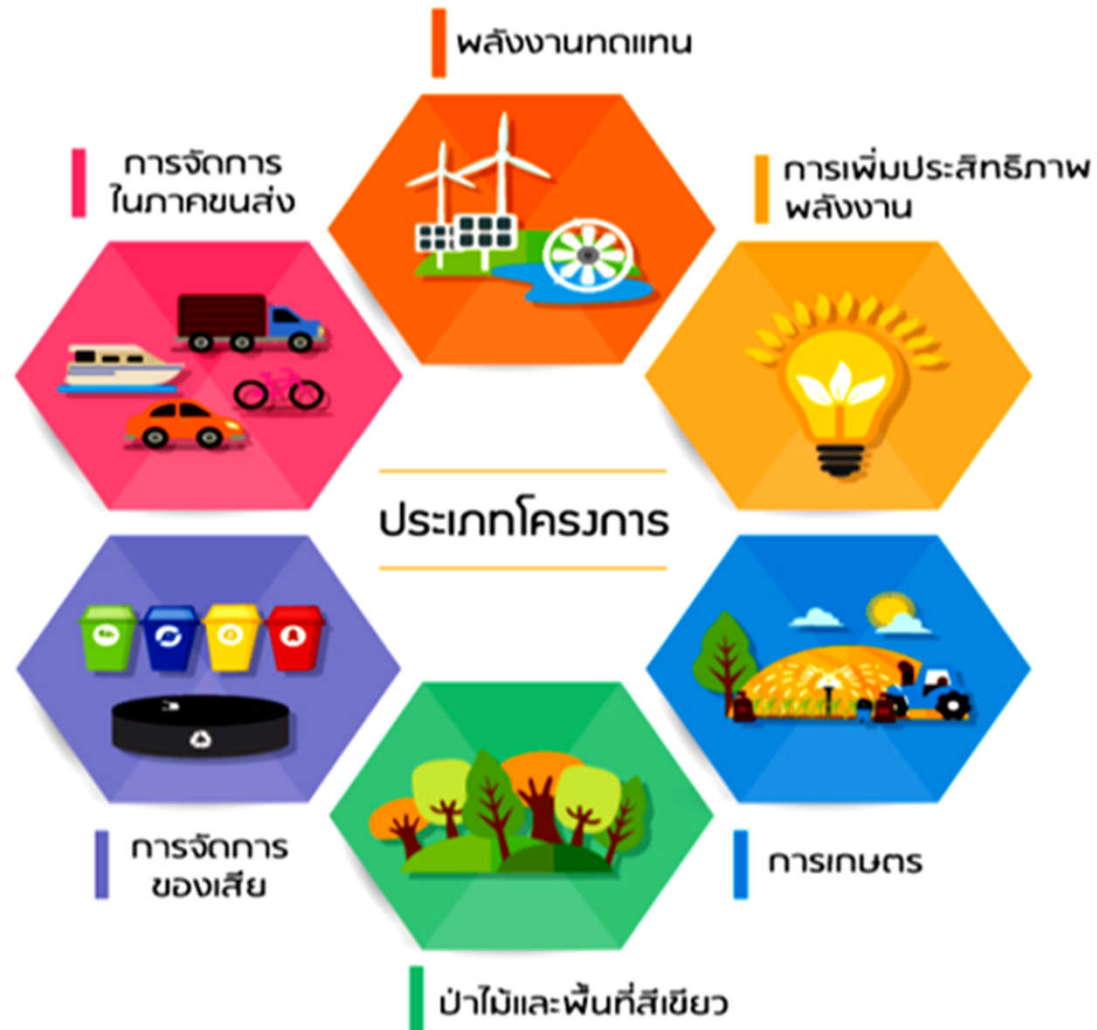 พลังงานทดแทน
การจัดการ
ในภาคขนส่ง
การเพิ่มประสิทธิภาพ
พลังงาน
ประเภทโครงการ
การจัดการ
ของเสีย
การเกษตร
ป่าไม้และพื้นที่สีเขียว